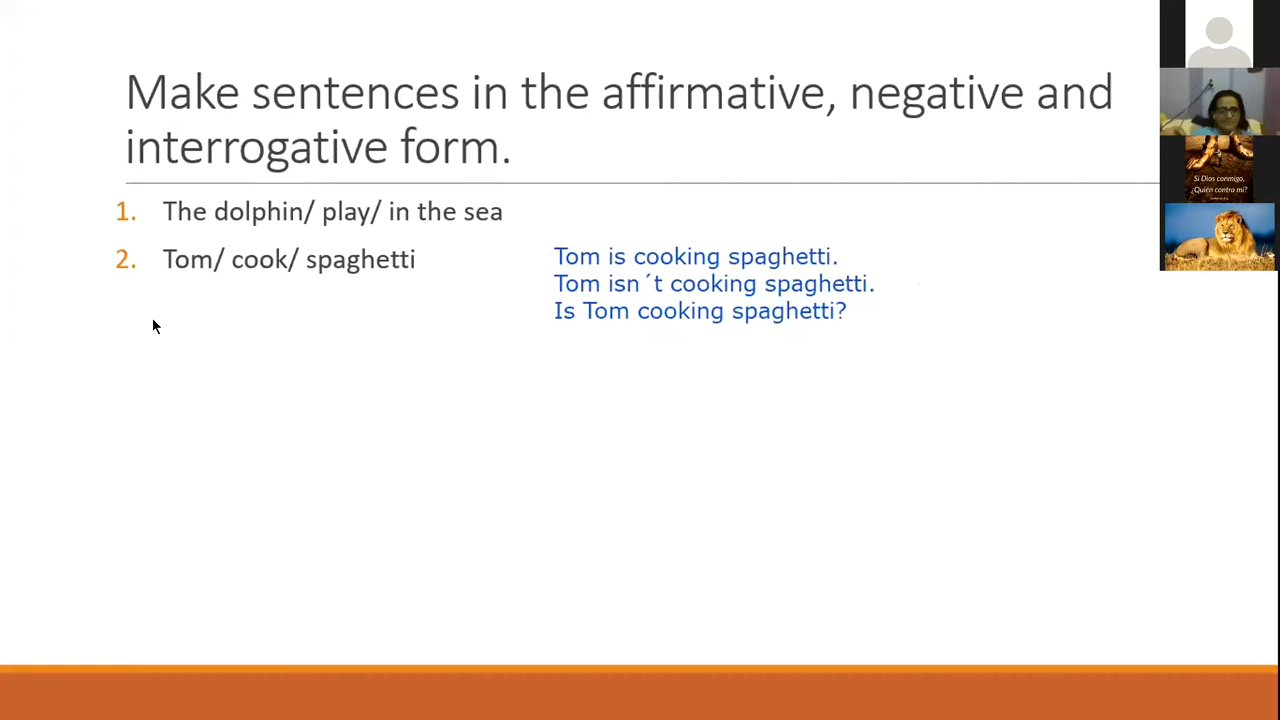 Make sentences in the affirmative, negative and
interrogative form.
1. The dolphin/ play/ in the sea
2. Tom/ cook/ spaghetti
Tom is cooking spaghetti.
Tom isn´t cooking spaghetti.
Is Tom cooking spaghetti?
Si Dios conmigo,
¿Quién contra mí?